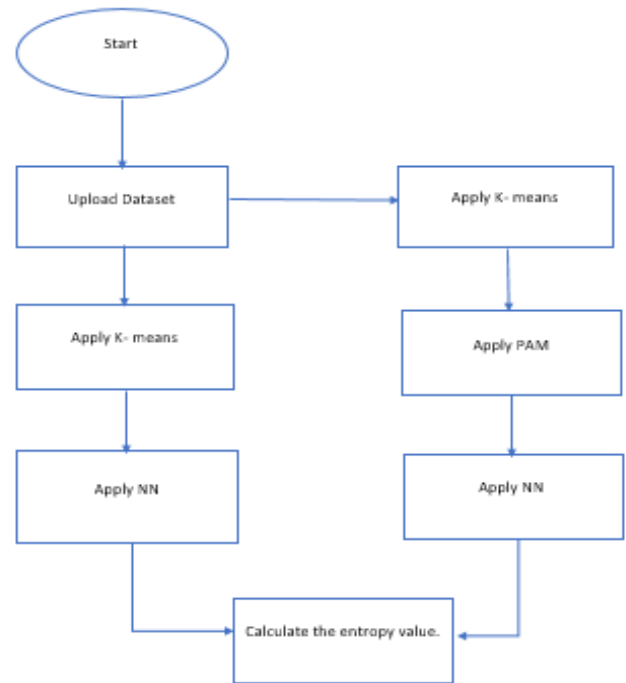 Start
Upload Dataset
Apply K- means
Apply K- means
Apply PAM
Apply NN
Apply NN
Calculate the entropy value.